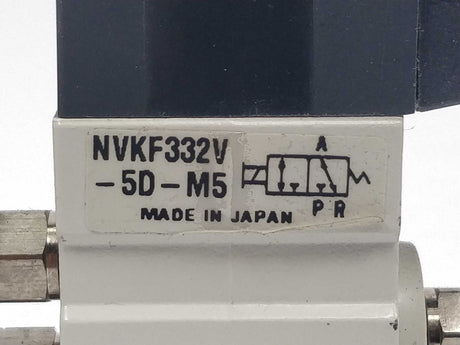 NVKF332V
-5D-M5
A
P R
MADE IN JAPAN